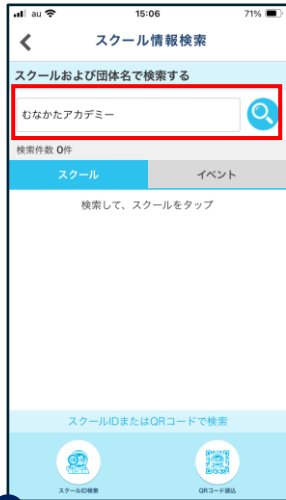 au 15:06 71%
スクール情報検索
スクールおよび団体名で検索する
むなかたアカデミー
検索件数 0件
スクール イベント
検索して、スクールをタップ
スクールIDまたはQRコードで検索
スクールID検索 QRコード読込